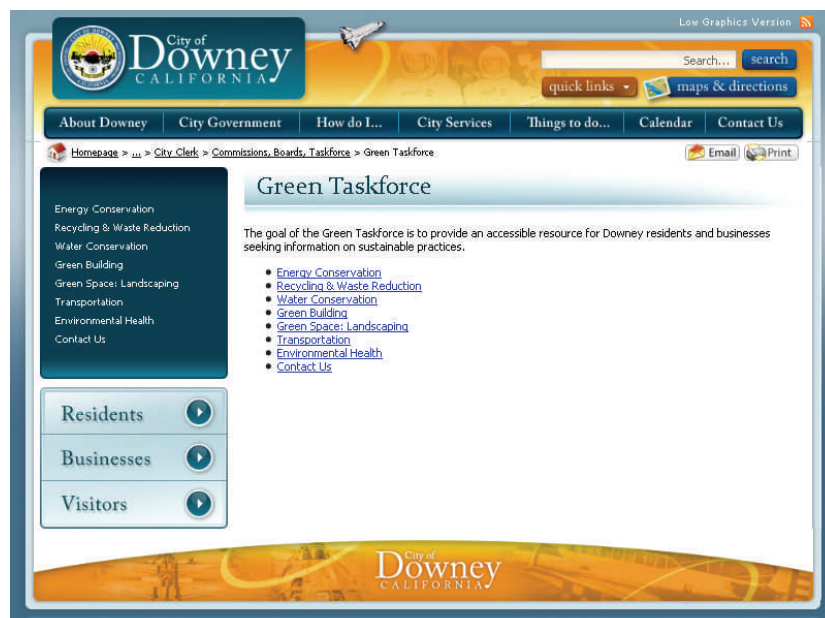 Low Graphics Version
City of
Downey
CALIFORNIA
Search... search
quick links maps & directions
About Downey City Government How do I... City Services Things to do... Calendar Contact Us
Homepage > ... > City Clerk > Commissions, Boards, Taskforce > Green Taskforce Email Print
Green Taskforce
Energy Conservation
Recycling & Waste Reduction
Water Conservation
Green Building
Green Space: Landscaping
Transportation
Environmental Health
Contact Us
The goal of the Green Taskforce is to provide an accessible resource for Downey residents and businesses
seeking information on sustainable practices.
Energy Conservation
Recycling & Waste Reduction
Water Conservation
Green Building
Green Space: Landscaping
Transportation
Environmental Health
Contact Us
Residents
Businesses
Visitors
City of
Downey
CALIFORNIA